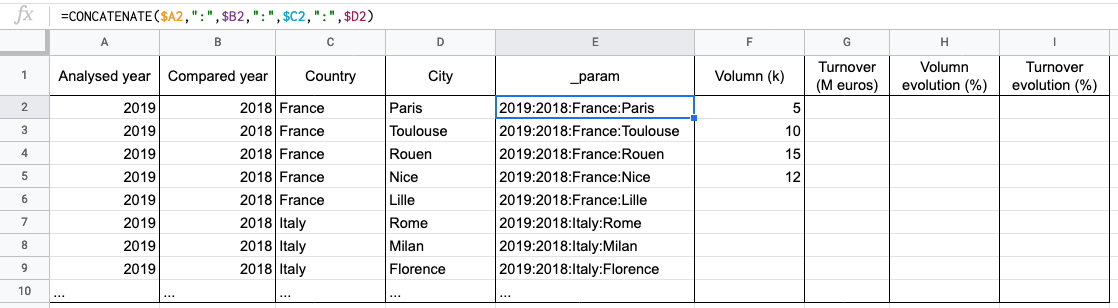 fx =CONCATENATE($A2,":",$B2,":",$C2,":",$D2)
A B C D E F G H I
1 Analysed year Compared year Country City _param Volumn (k) Turnover (M euros) Volumn evolution (%) Turnover evolution (%)
2 2019 2018 France Paris 2019:2018:France:Paris 5
3 2019 2018 France Toulouse 2019:2018:France:Toulouse 10
4 2019 2018 France Rouen 2019:2018:France:Rouen 15
5 2019 2018 France Nice 2019:2018:France:Nice 12
6 2019 2018 France Lille 2019:2018:France:Lille
7 2019 2018 Italy Rome 2019:2018:Italy:Rome
8 2019 2018 Italy Milan 2019:2018:Italy:Milan
9 2019 2018 Italy Florence 2019:2018:Italy:Florence
10 ... ... ... ... ...